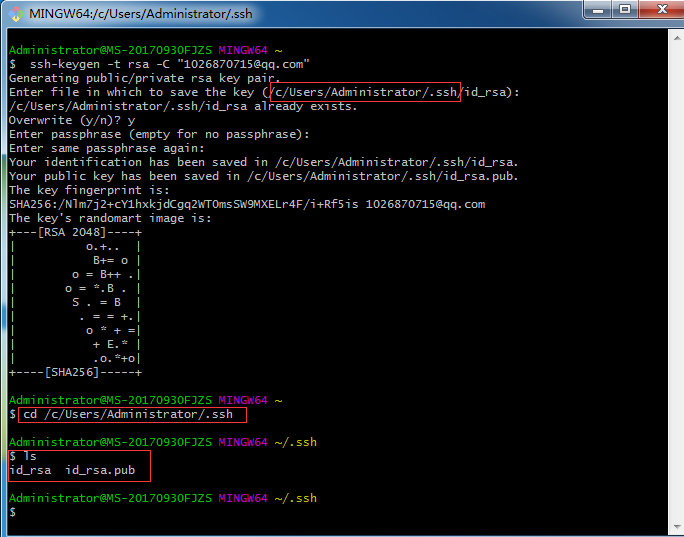 MINGW64:/c/Users/Administrator/.ssh
Administrator@MS-20170930FJZS MINGW64 ~
$  ssh-keygen -t rsa -C "1026870715@qq.com"
Generating public/private rsa key pair.
Enter file in which to save the key (/c/Users/Administrator/.ssh/id_rsa):
/c/Users/Administrator/.ssh/id_rsa already exists.
Overwrite (y/n)? y
Enter passphrase (empty for no passphrase):
Enter same passphrase again:
Your identification has been saved in /c/Users/Administrator/.ssh/id_rsa.
Your public key has been saved in /c/Users/Administrator/.ssh/id_rsa.pub.
The key fingerprint is:
SHA256:/Nlm7j2+cY1hxkjdCgq2WTOmsSW9MXELr4F/i+Rf5is 1026870715@qq.com
The key's randomart image is:
+---[RSA 2048]----+
|          o.+..  |
|           B+= o |
|        o = B++ .|
|       o = *.B . |
|        S . = B  |
|         . = = +.|
|          o * + =|
|           + E.* |
|           .o.*+o|
+----[SHA256]-----+
Administrator@MS-20170930FJZS MINGW64 ~
$ cd /c/Users/Administrator/.ssh
Administrator@MS-20170930FJZS MINGW64 ~/.ssh
$ ls
id_rsa  id_rsa.pub
Administrator@MS-20170930FJZS MINGW64 ~/.ssh
$